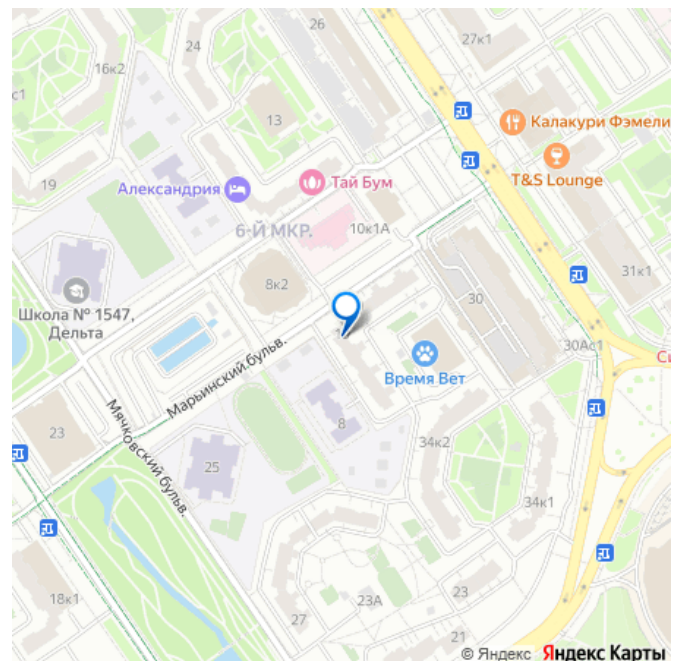 27к1
24
26
16к2
с1
13
Калакури Фэмели
T&S Lounge
19
Александрия
Тай Бум
6-Й МКР.
10к1А
8к2
31к1
30
Школа № 1547,
Дельта
30Ас1
Си
Время Вет
Марьинский бульв.
Мячковский бульв.
23
8
25
34к2
34к1
18к1
23А
23
27
21
© Яндекс Яндекс Карты